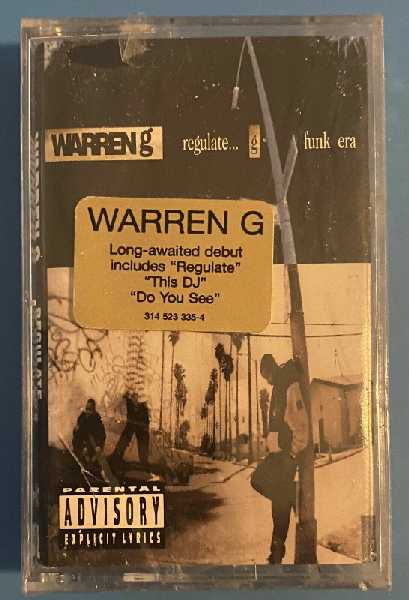 WARREN g regulate... g funk era
WARREN G
Long-awaited debut
includes "Regulate"
"This DJ"
"Do You See"
314 523 335-4
PARENTAL
ADVISORY
EXPLICIT LYRICS